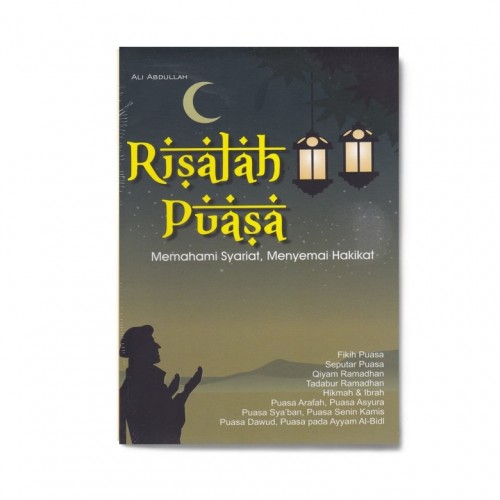 Ali Abdullah
Risalah
Puasa
Memahami Syariat, Menyemai Hakikat
Fikih Puasa
Seputar Puasa
Qiyam Ramadhan
Tadabur Ramadhan
Hikmah & Ibrah
Puasa Arafah, Puasa Asyura
Puasa Sya'ban, Puasa Senin Kamis
Puasa Dawud, Puasa pada Ayyam Al-Bidl